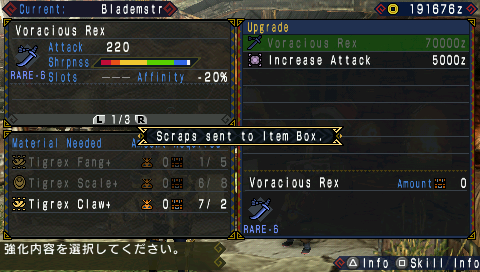 Current: Blademstr
191676z
Voracious Rex
Attack 220
Shrpnss
RARE-6 Slots --- Affinity -20%
L 1/3 R
Upgrade
Voracious Rex 70000z
Increase Attack 5000z
Scraps sent to Item Box.
Material Needed
Tigrex Fang+ 0 1/ 5
Tigrex Scale+ 0 6/ 8
Tigrex Claw+ 0 7/ 2
Voracious Rex Amount 0
RARE-6
強化内容を選択してください。
△ Info □ Skill Info